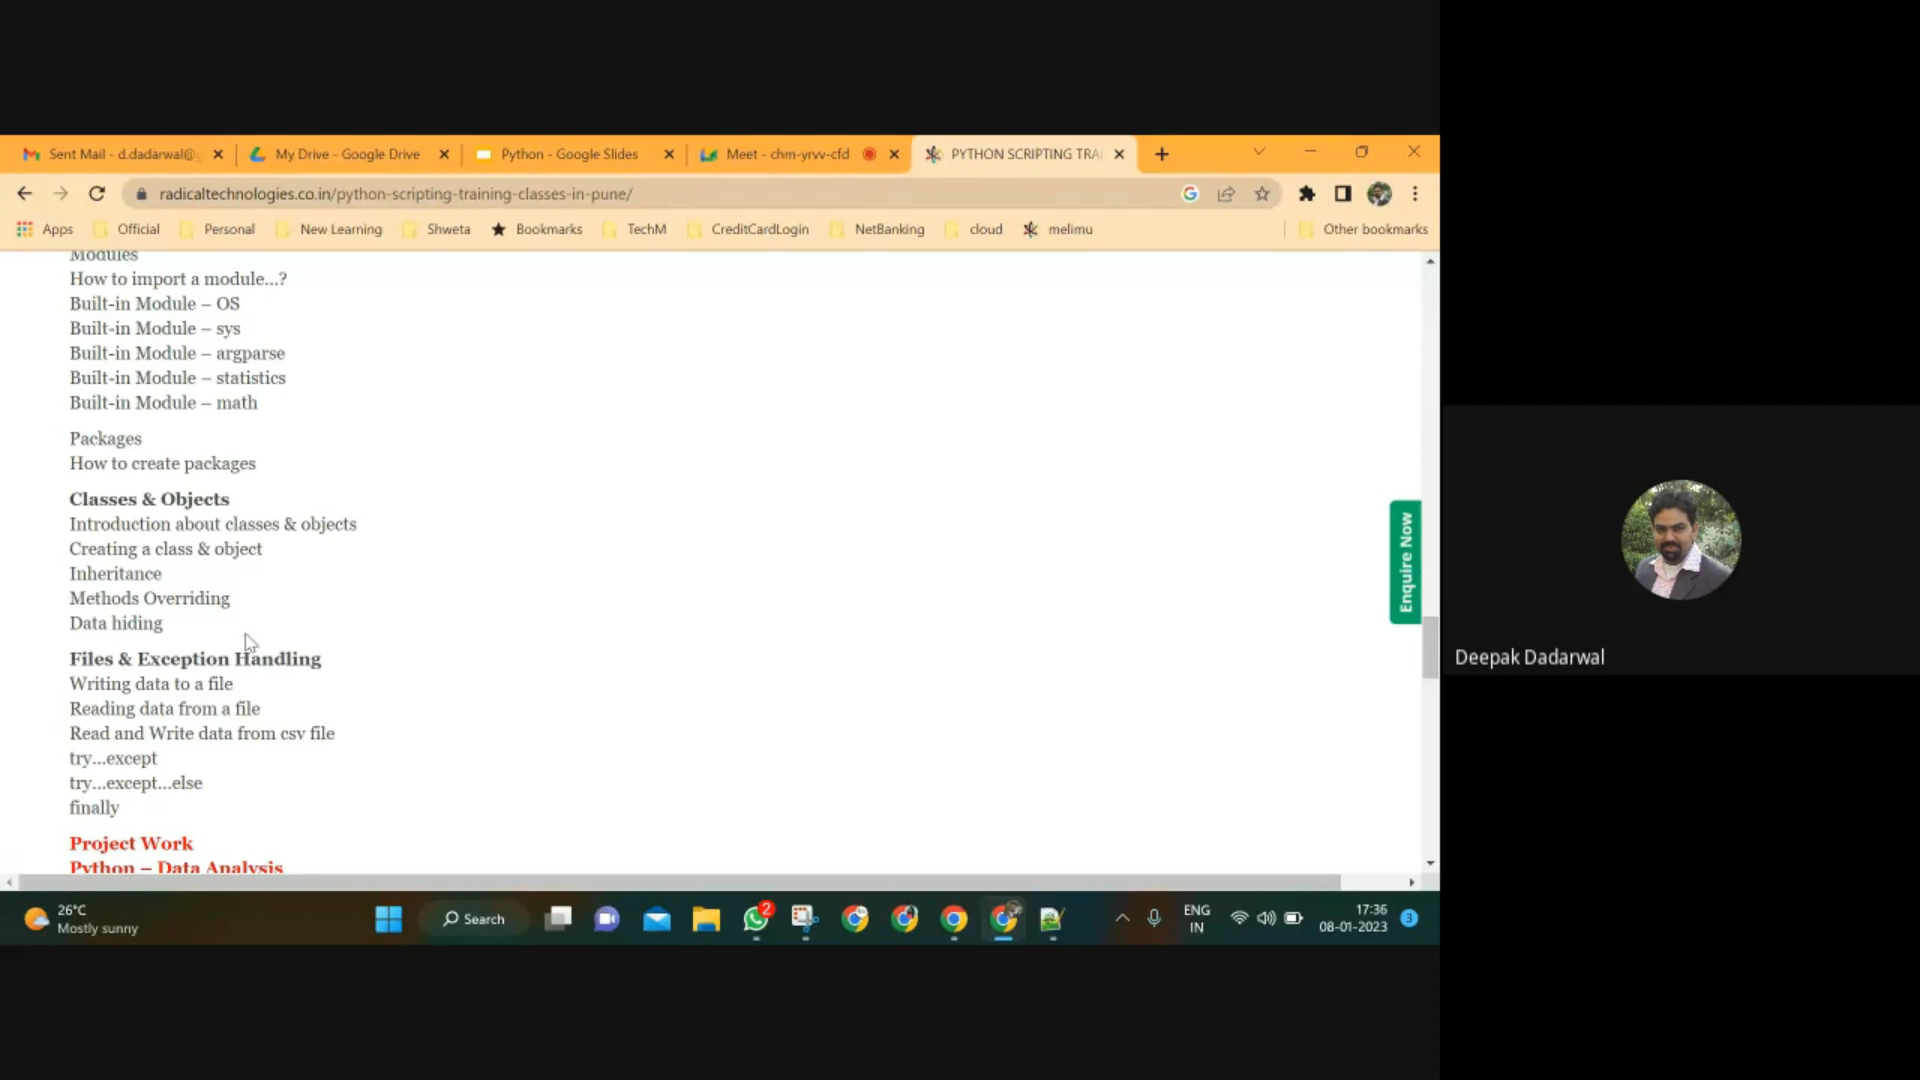 Sent Mail - d.dadarwal@g
My Drive - Google Drive
Python - Google Slides
Meet - chm-yrvv-cfd
PYTHON SCRIPTING TRAI
radicaltechnologies.co.in/python-scripting-training-classes-in-pune/
Apps
Official
Personal
New Learning
Shweta
Bookmarks
TechM
CreditCardLogin
NetBanking
cloud
melimu
Other bookmarks
Modules
How to import a module...?
Built-in Module – OS
Built-in Module – sys
Built-in Module – argparse
Built-in Module – statistics
Built-in Module – math
Packages
How to create packages
Classes & Objects
Introduction about classes & objects
Creating a class & object
Inheritance
Methods Overriding
Data hiding
Files & Exception Handling
Writing data to a file
Reading data from a file
Read and Write data from csv file
try...except
try...except...else
finally
Project Work
Python – Data Analysis
Enquire Now
Deepak Dadarwal
26°C
Mostly sunny
Search
2
ENG
IN
17:36
08-01-2023
3